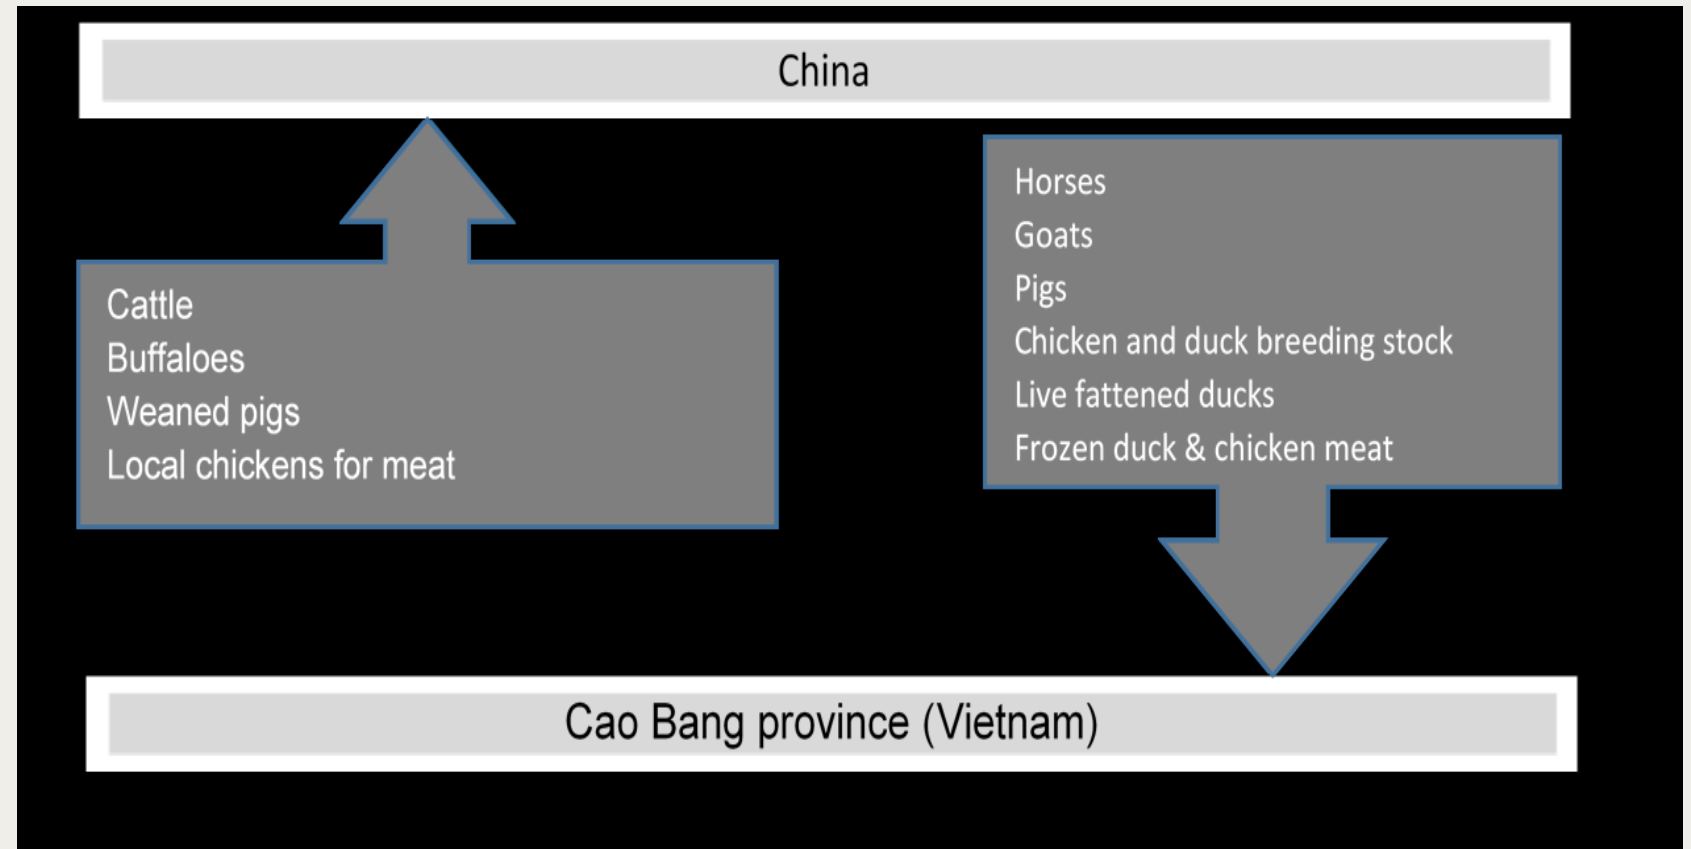 China
Cattle
Buffaloes
Weaned pigs
Local chickens for meat
Horses
Goats
Pigs
Chicken and duck breeding stock
Live fattened ducks
Frozen duck & chicken meat
Cao Bang province (Vietnam)